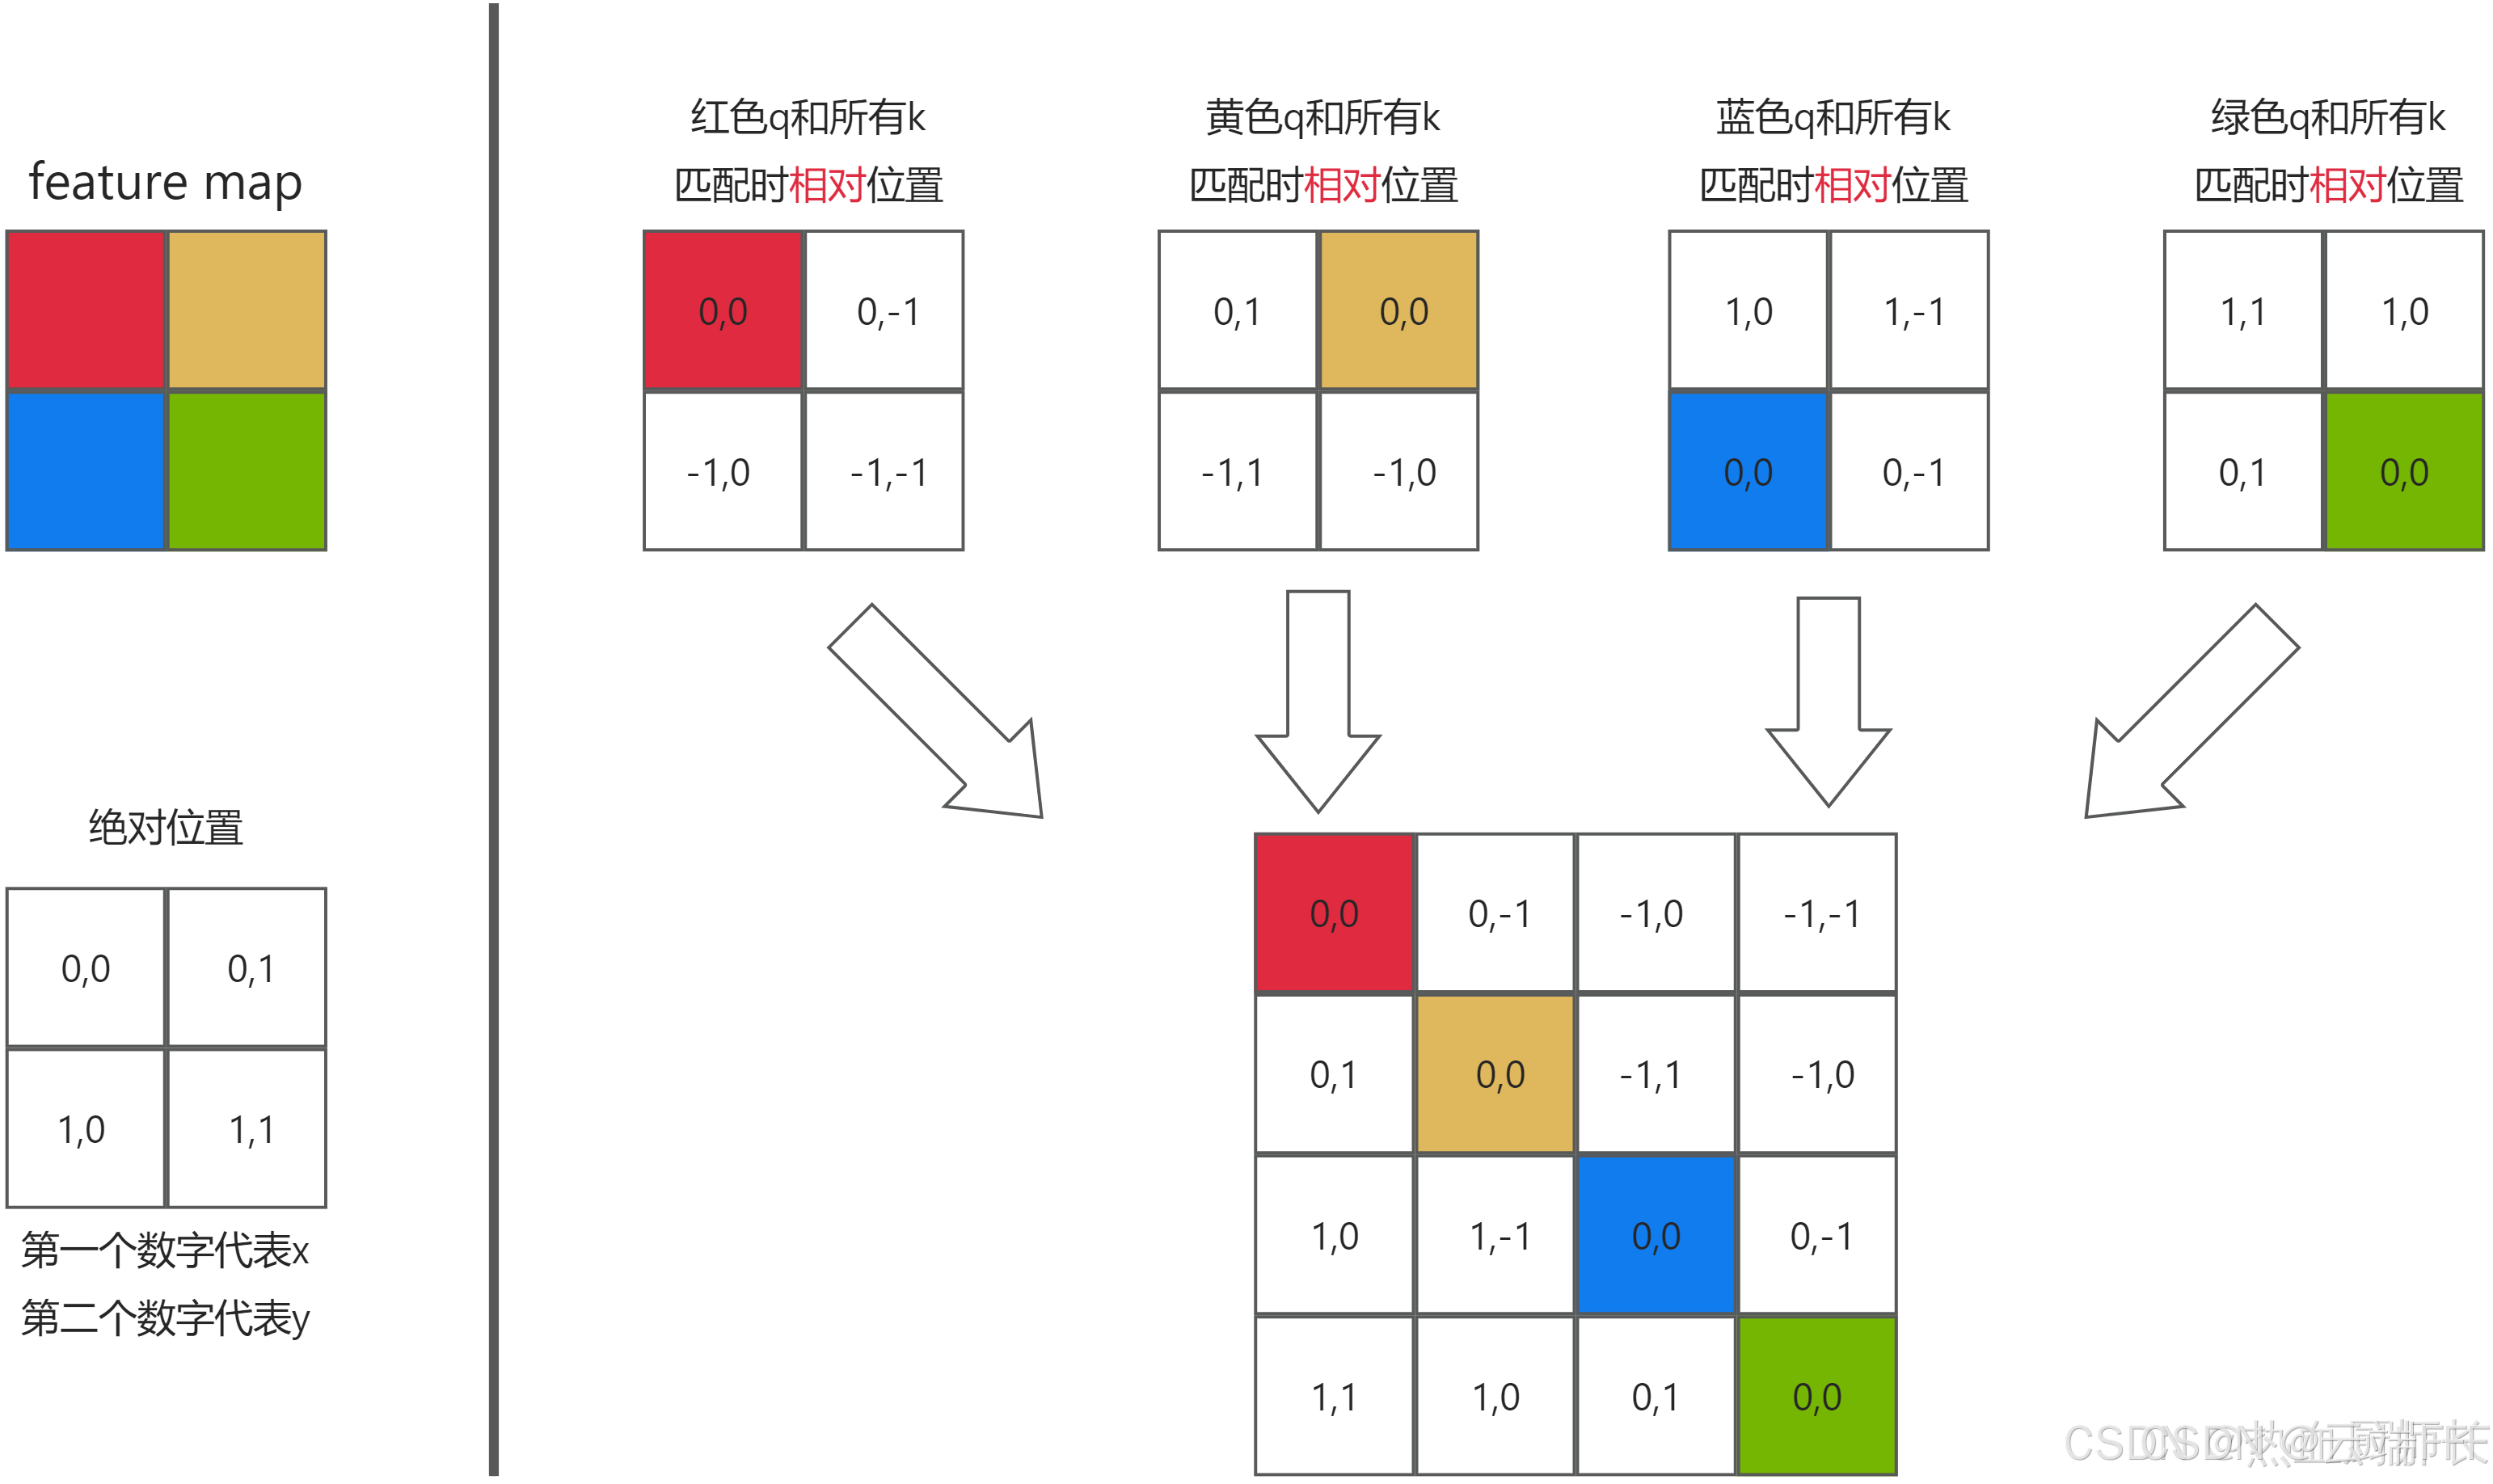 feature map
绝对位置
0,0 0,1
1,0 1,1
第一个数字代表x
第二个数字代表y
红色q和所有k
匹配时相对位置
0,0 0,-1
-1,0 -1,-1
黄色q和所有k
匹配时相对位置
0,1 0,0
-1,1 -1,0
蓝色q和所有k
匹配时相对位置
1,0 1,-1
0,0 0,-1
绿色q和所有k
匹配时相对位置
1,1 1,0
0,1 0,0
0,0 0,-1 -1,0 -1,-1
0,1 0,0 -1,1 -1,0
1,0 1,-1 0,0 0,-1
1,1 1,0 0,1 0,0